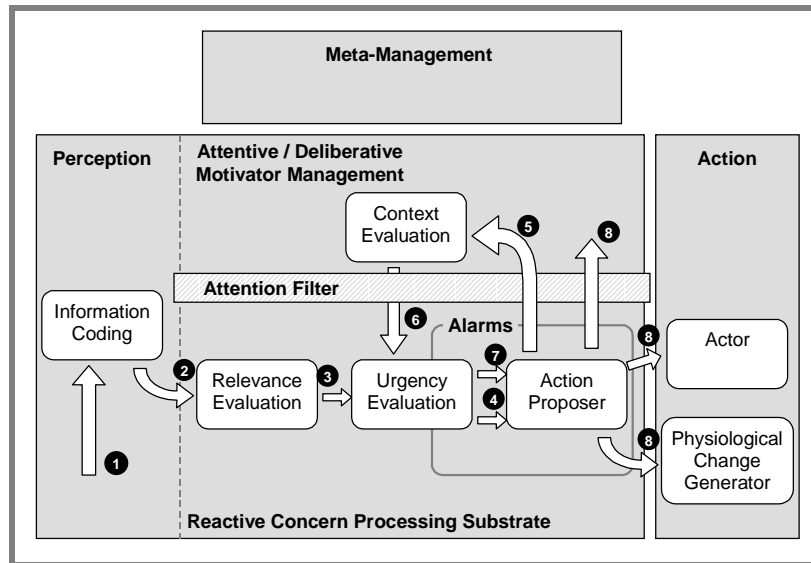 Meta-Management
Perception
Attentive / Deliberative
Motivator Management
Action
Context
Evaluation
5
8
Attention Filter
Information
Coding
6
Alarms
8
Actor
2
Relevance
Evaluation
3
Urgency
Evaluation
7
4
Action
Proposer
1
8
Physiological
Change
Generator
Reactive Concern Processing Substrate